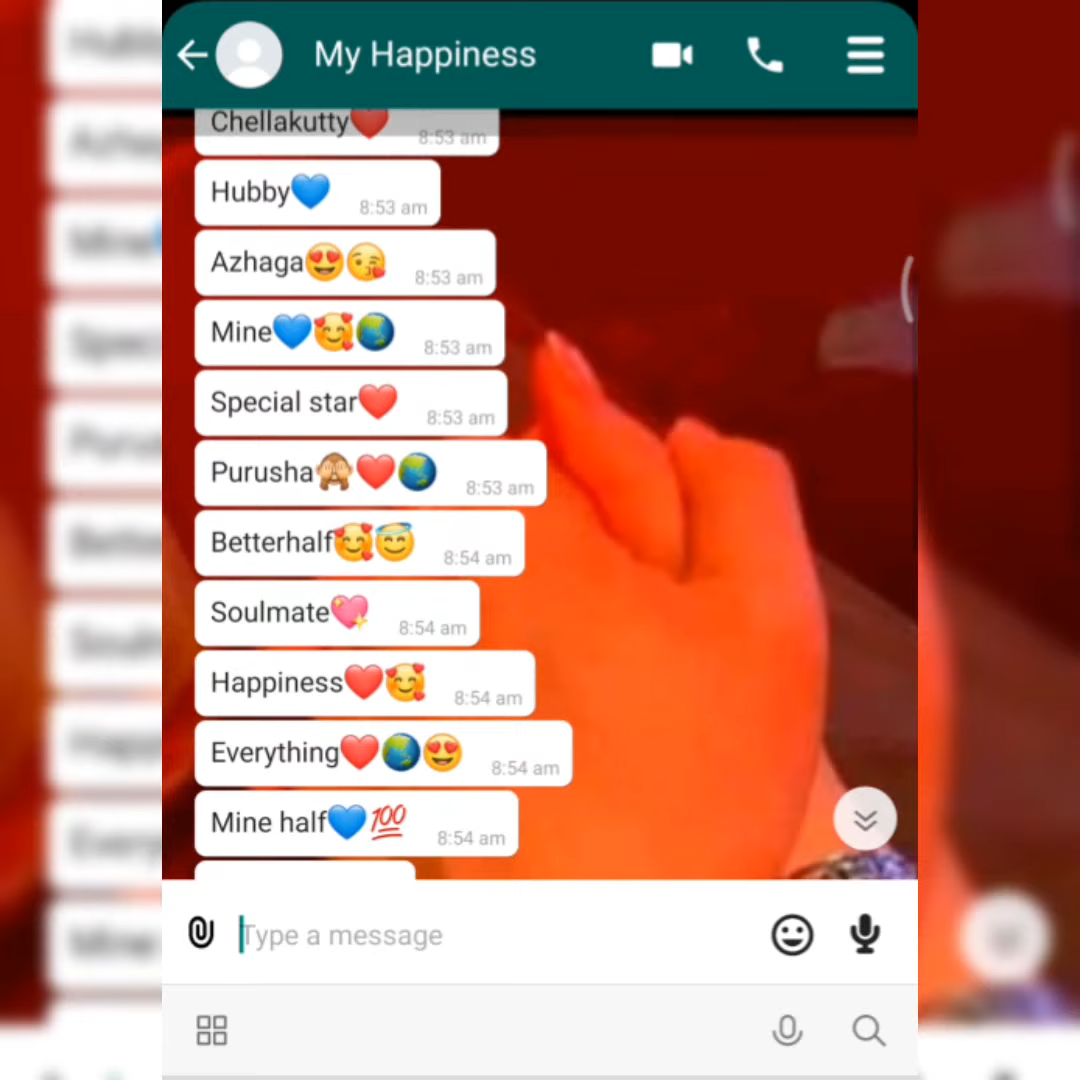 My Happiness
Chellakutty❤️ 8:53 am
Hubby💙 8:53 am
Azhaga😍😘 8:53 am
Mine💙🥰🌏 8:53 am
Special star❤️ 8:53 am
Purusha🙈❤️🌏 8:53 am
Betterhalf🥰😇 8:54 am
Soulmate💖 8:54 am
Happiness❤️🥰 8:54 am
Everything❤️🌏😍 8:54 am
Mine half💙💯 8:54 am
Type a message